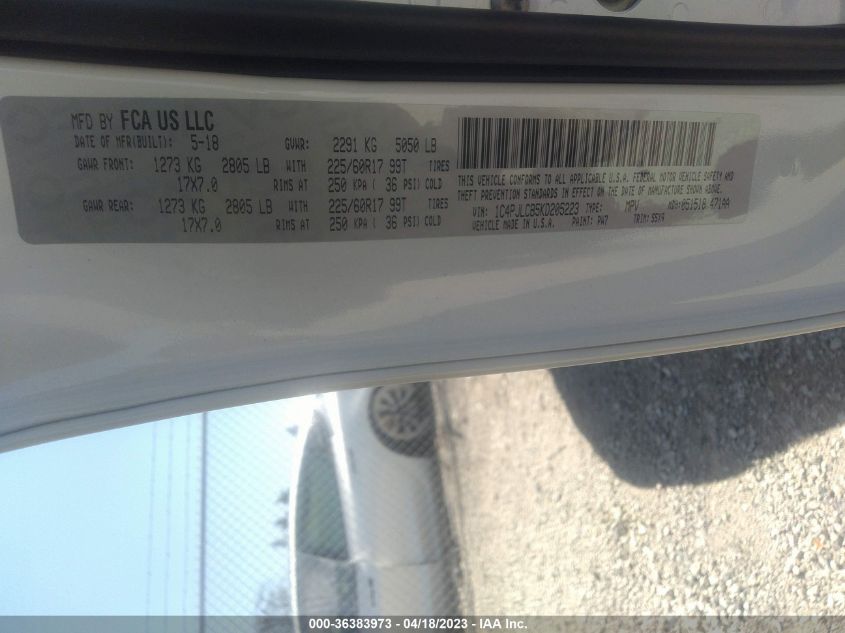 MFD BY FCA US LLC
DATE OF MFR(BUILT): 5-18 GVWR: 2291 KG 5050 LB
GAWR FRONT: 1273 KG 2805 LB WITH 225/60R17 99T TIRES
17X7.0 RIMS AT 250 KPA ( 36 PSI) COLD
GAWR REAR: 1273 KG 2805 LB WITH 225/60R17 99T TIRES
17X7.0 RIMS AT 250 KPA ( 36 PSI) COLD
THIS VEHICLE CONFORMS TO ALL APPLICABLE U.S.A. FEDERAL MOTOR VEHICLE SAFETY AND
THEFT PREVENTION STANDARDS IN EFFECT ON THE DATE OF MANUFACTURE SHOWN ABOVE.
VIN: 1C4PJLCB5KD205223 TYPE: MPV MDH: 051518
VEHICLE MADE IN U.S.A. PAINT: PW7 TRIM:
000-36383973 - 04/18/2023 - IAA Inc.